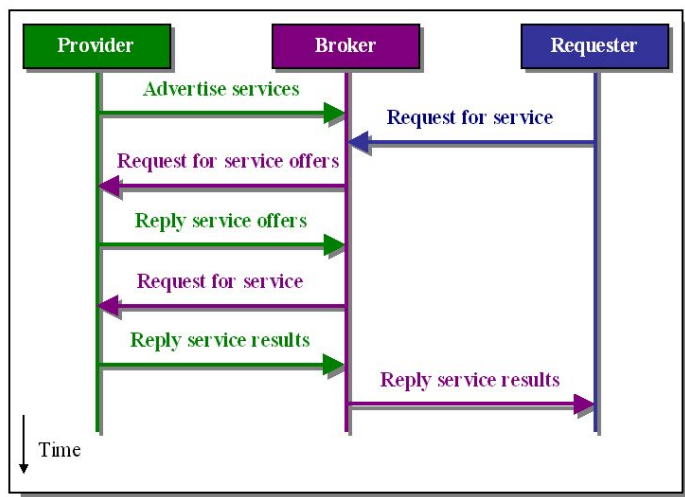 Provider
Broker
Requester
Advertise services
Request for service
Request for service offers
Reply service offers
Request for service
Reply service results
Reply service results
Time